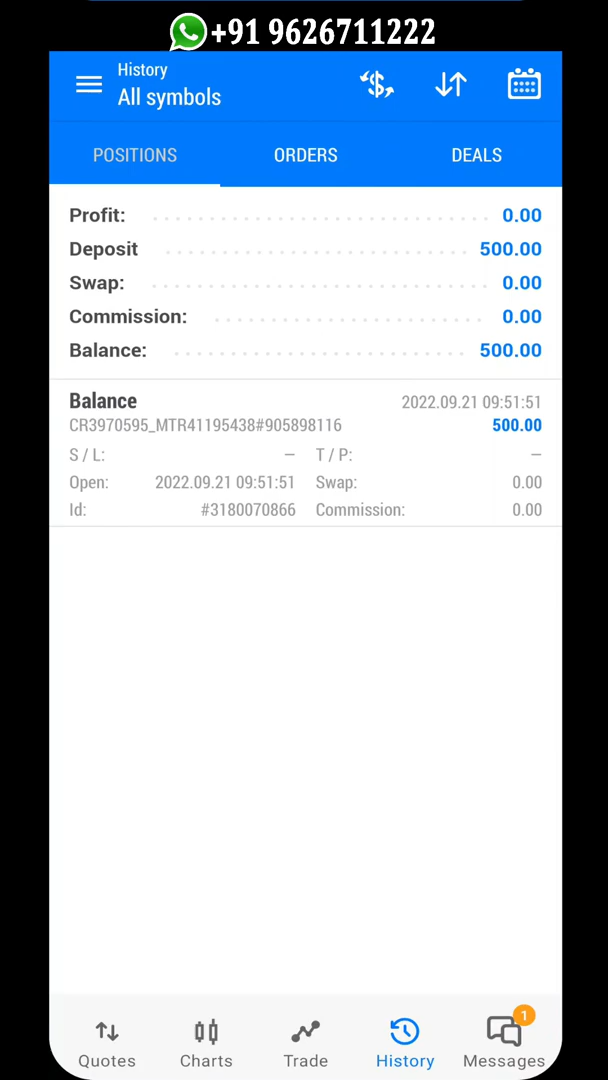 +91 9626711222
History
All symbols
POSITIONS ORDERS DEALS
Profit: 0.00
Deposit 500.00
Swap: 0.00
Commission: 0.00
Balance: 500.00
Balance 2022.09.21 09:51:51
CR3970595_MTR41195438#905898116 500.00
S / L: – T / P: –
Open: 2022.09.21 09:51:51 Swap: 0.00
Id: #3180070866 Commission: 0.00
1
Quotes Charts Trade History Messages